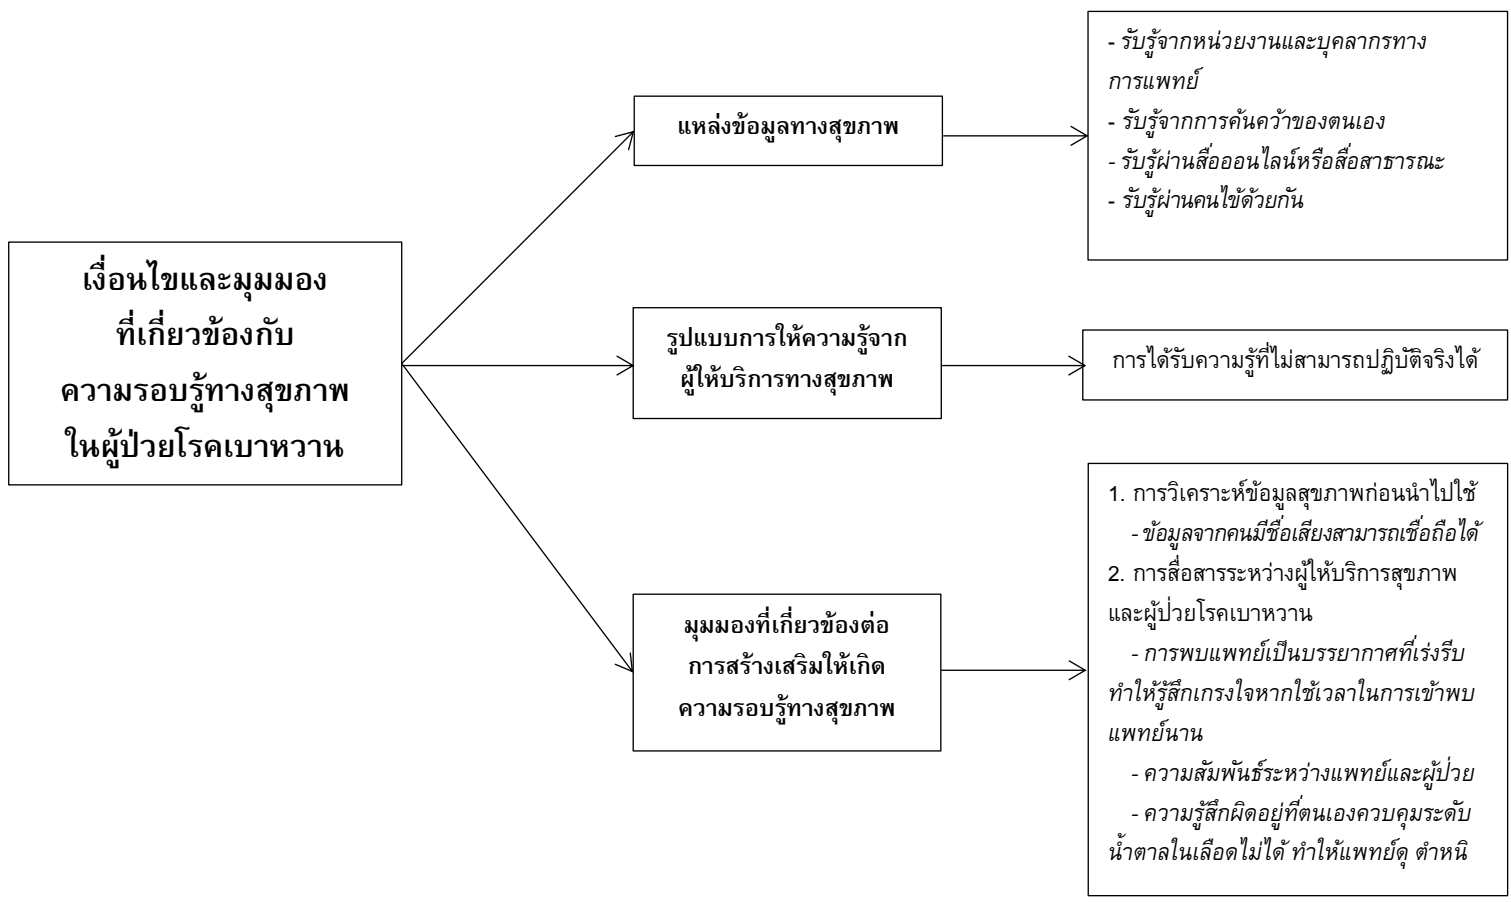 เงื่อนไขและมุมมอง
ที่เกี่ยวข้องกับ
ความรอบรู้ทางสุขภาพ
ในผู้ป่วยโรคเบาหวาน
แหล่งข้อมูลทางสุขภาพ
- รับรู้จากหน่วยงานและบุคลากรทาง
การแพทย์
- รับรู้จากการค้นคว้าของตนเอง
- รับรู้ผ่านสื่อออนไลน์หรือสื่อสาธารณะ
- รับรู้ผ่านคนไข้ด้วยกัน
รูปแบบการให้ความรู้จาก
ผู้ให้บริการทางสุขภาพ
การได้รับความรู้ที่ไม่สามารถปฏิบัติจริงได้
มุมมองที่เกี่ยวข้องต่อ
การสร้างเสริมให้เกิด
ความรอบรู้ทางสุขภาพ
1. การวิเคราะห์ข้อมูลสุขภาพก่อนนำไปใช้
- ข้อมูลจากคนมีชื่อเสียงสามารถเชื่อถือได้
2. การสื่อสารระหว่างผู้ให้บริการสุขภาพ
และผู้ป่วยโรคเบาหวาน
- การพบแพทย์เป็นบรรยากาศที่เร่งรีบ
ทำให้รู้สึกเกรงใจหากใช้เวลาในการเข้าพบ
แพทย์นาน
- ความสัมพันธ์ระหว่างแพทย์และผู้ป่วย
- ความรู้สึกผิดอยู่ที่ตนเองควบคุมระดับ
น้ำตาลในเลือดไม่ได้ ทำให้แพทย์ดุ ตำหนิ